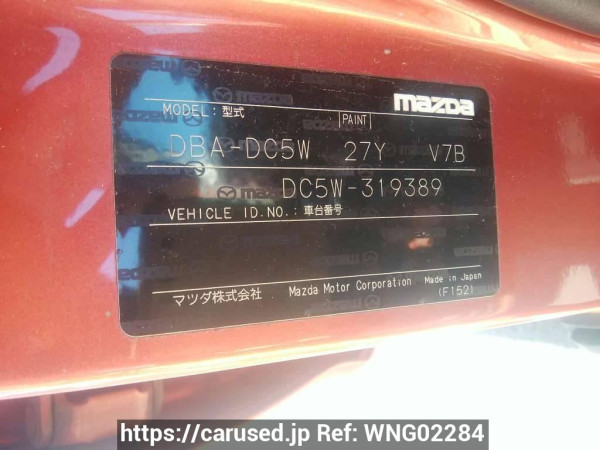 mazda
MODEL: 型式 PAINT
DBA-DC5W 27Y V7B
DC5W-319389
VEHICLE ID.NO.: 車台番号
マツダ株式会社 Mazda Motor Corporation Made in Japan
(F152)
https://carused.jp Ref: WNG02284